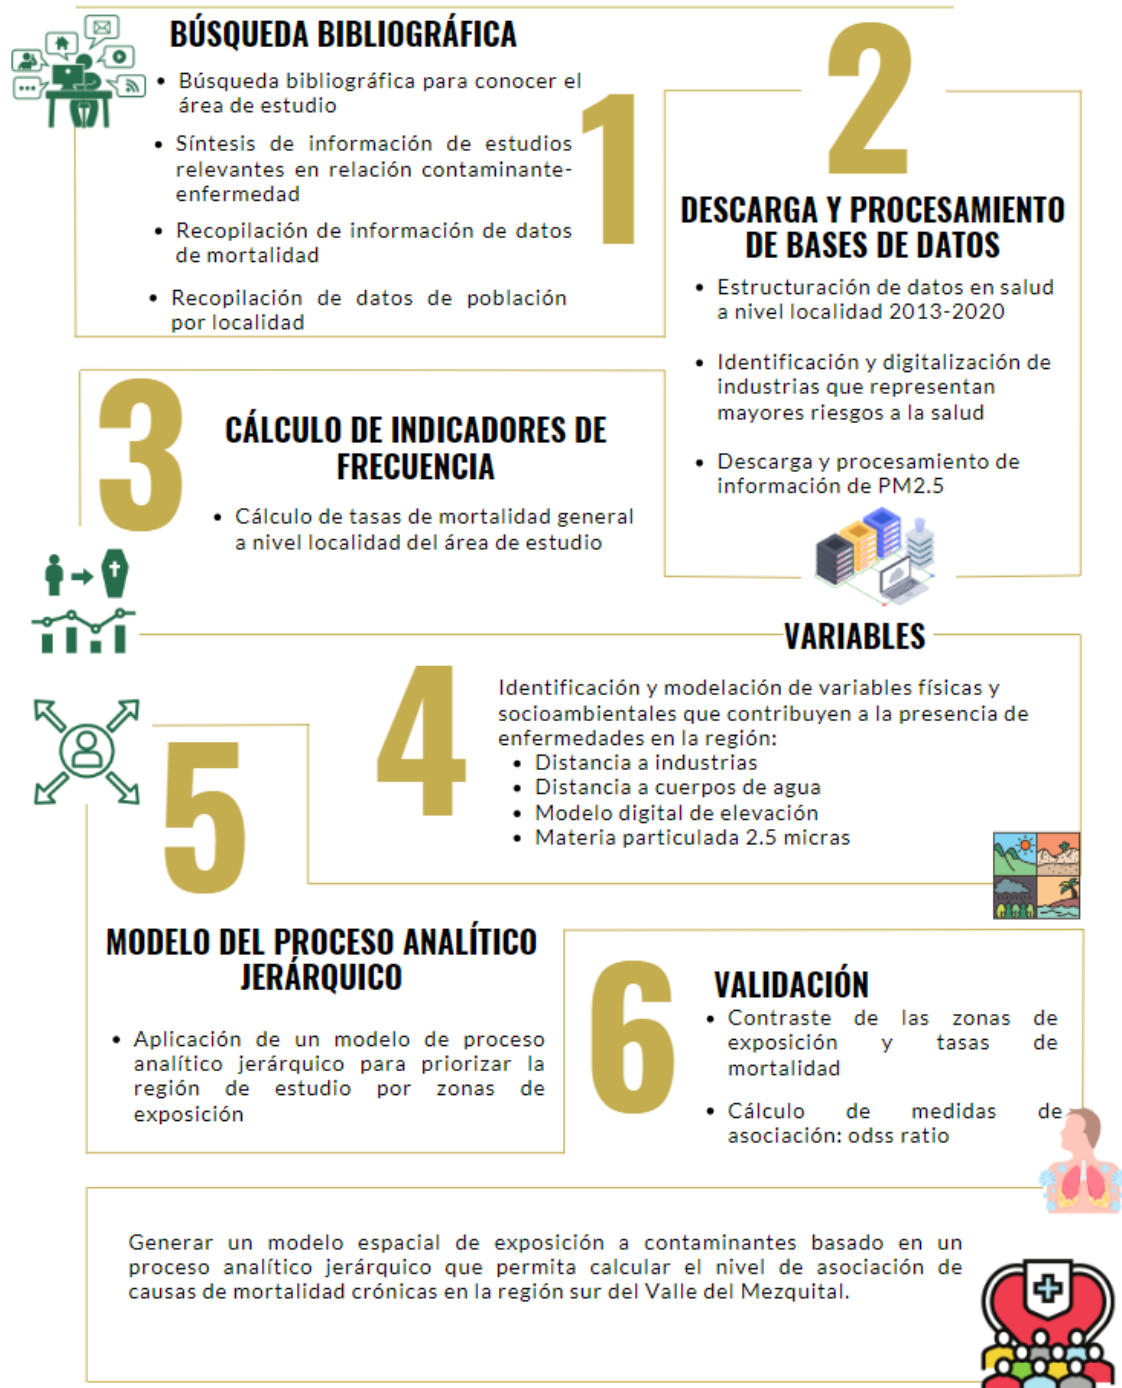 BÚSQUEDA BIBLIOGRÁFICA
1
• Búsqueda bibliográfica para conocer el
área de estudio
• Síntesis de información de estudios
relevantes en relación contaminante-
enfermedad
• Recopilación de información de datos
de mortalidad
• Recopilación de datos de población
por localidad
2
DESCARGA Y PROCESAMIENTO
DE BASES DE DATOS
• Estructuración de datos en salud
a nivel localidad 2013-2020
• Identificación y digitalización de
industrias que representan
mayores riesgos a la salud
• Descarga y procesamiento de
información de PM2.5
3
CÁLCULO DE INDICADORES DE
FRECUENCIA
• Cálculo de tasas de mortalidad general
a nivel localidad del área de estudio
VARIABLES
4
Identificación y modelación de variables físicas y
socioambientales que contribuyen a la presencia de
enfermedades en la región:
• Distancia a industrias
• Distancia a cuerpos de agua
• Modelo digital de elevación
• Materia particulada 2.5 micras
5
MODELO DEL PROCESO ANALÍTICO
JERÁRQUICO
• Aplicación de un modelo de proceso
analítico jerárquico para priorizar la
región de estudio por zonas de
exposición
6
VALIDACIÓN
• Contraste de las zonas de
exposición y tasas de
mortalidad
• Cálculo de medidas de
asociación: odss ratio
Generar un modelo espacial de exposición a contaminantes basado en un
proceso analítico jerárquico que permita calcular el nivel de asociación de
causas de mortalidad crónicas en la región sur del Valle del Mezquital.